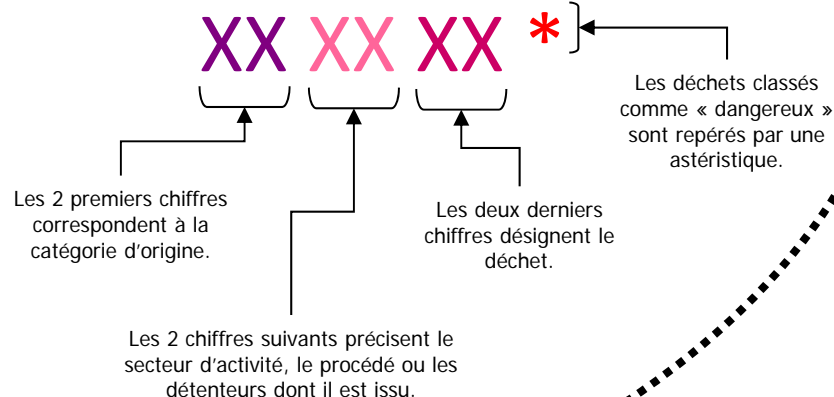 XX XX XX *
Les déchets classés
comme « dangereux »
sont repérés par une
astéristique.
Les 2 premiers chiffres
correspondent à la
catégorie d'origine.
Les deux derniers
chiffres désignent le
déchet.
Les 2 chiffres suivants précisent le
secteur d'activité, le procédé ou les
détenteurs dont il est issu.